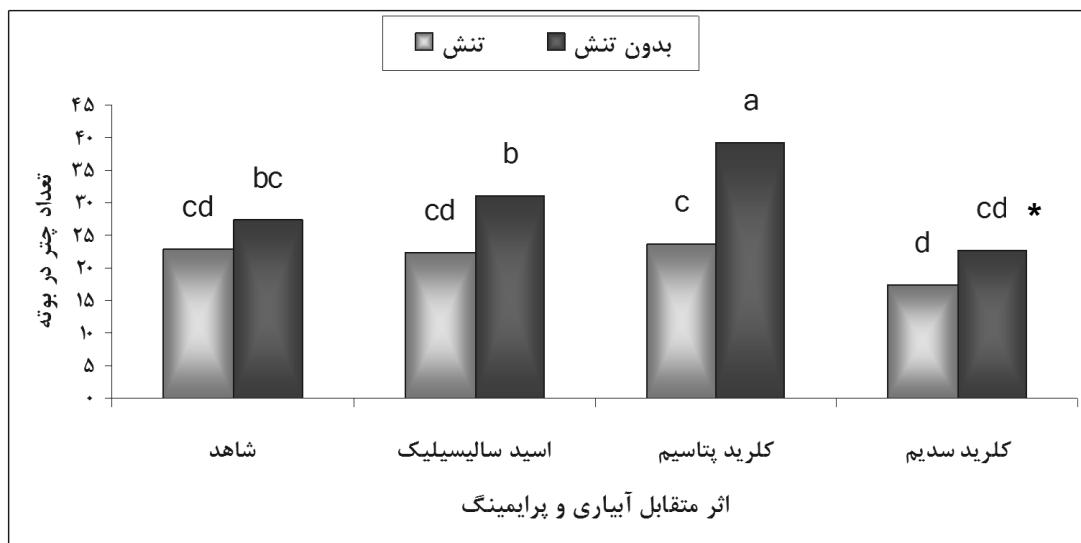 تنش بدون تنش
تعداد چتر در بوته
۴۵
۴۰
۳۵
۳۰
۲۵
۲۰
۱۵
۱۰
۵
۰
cd bc cd b c a d cd *
شاهد اسید سالیسیلیک کلرید پتاسیم کلرید سدیم
اثر متقابل آبیاری و پرایمینگ